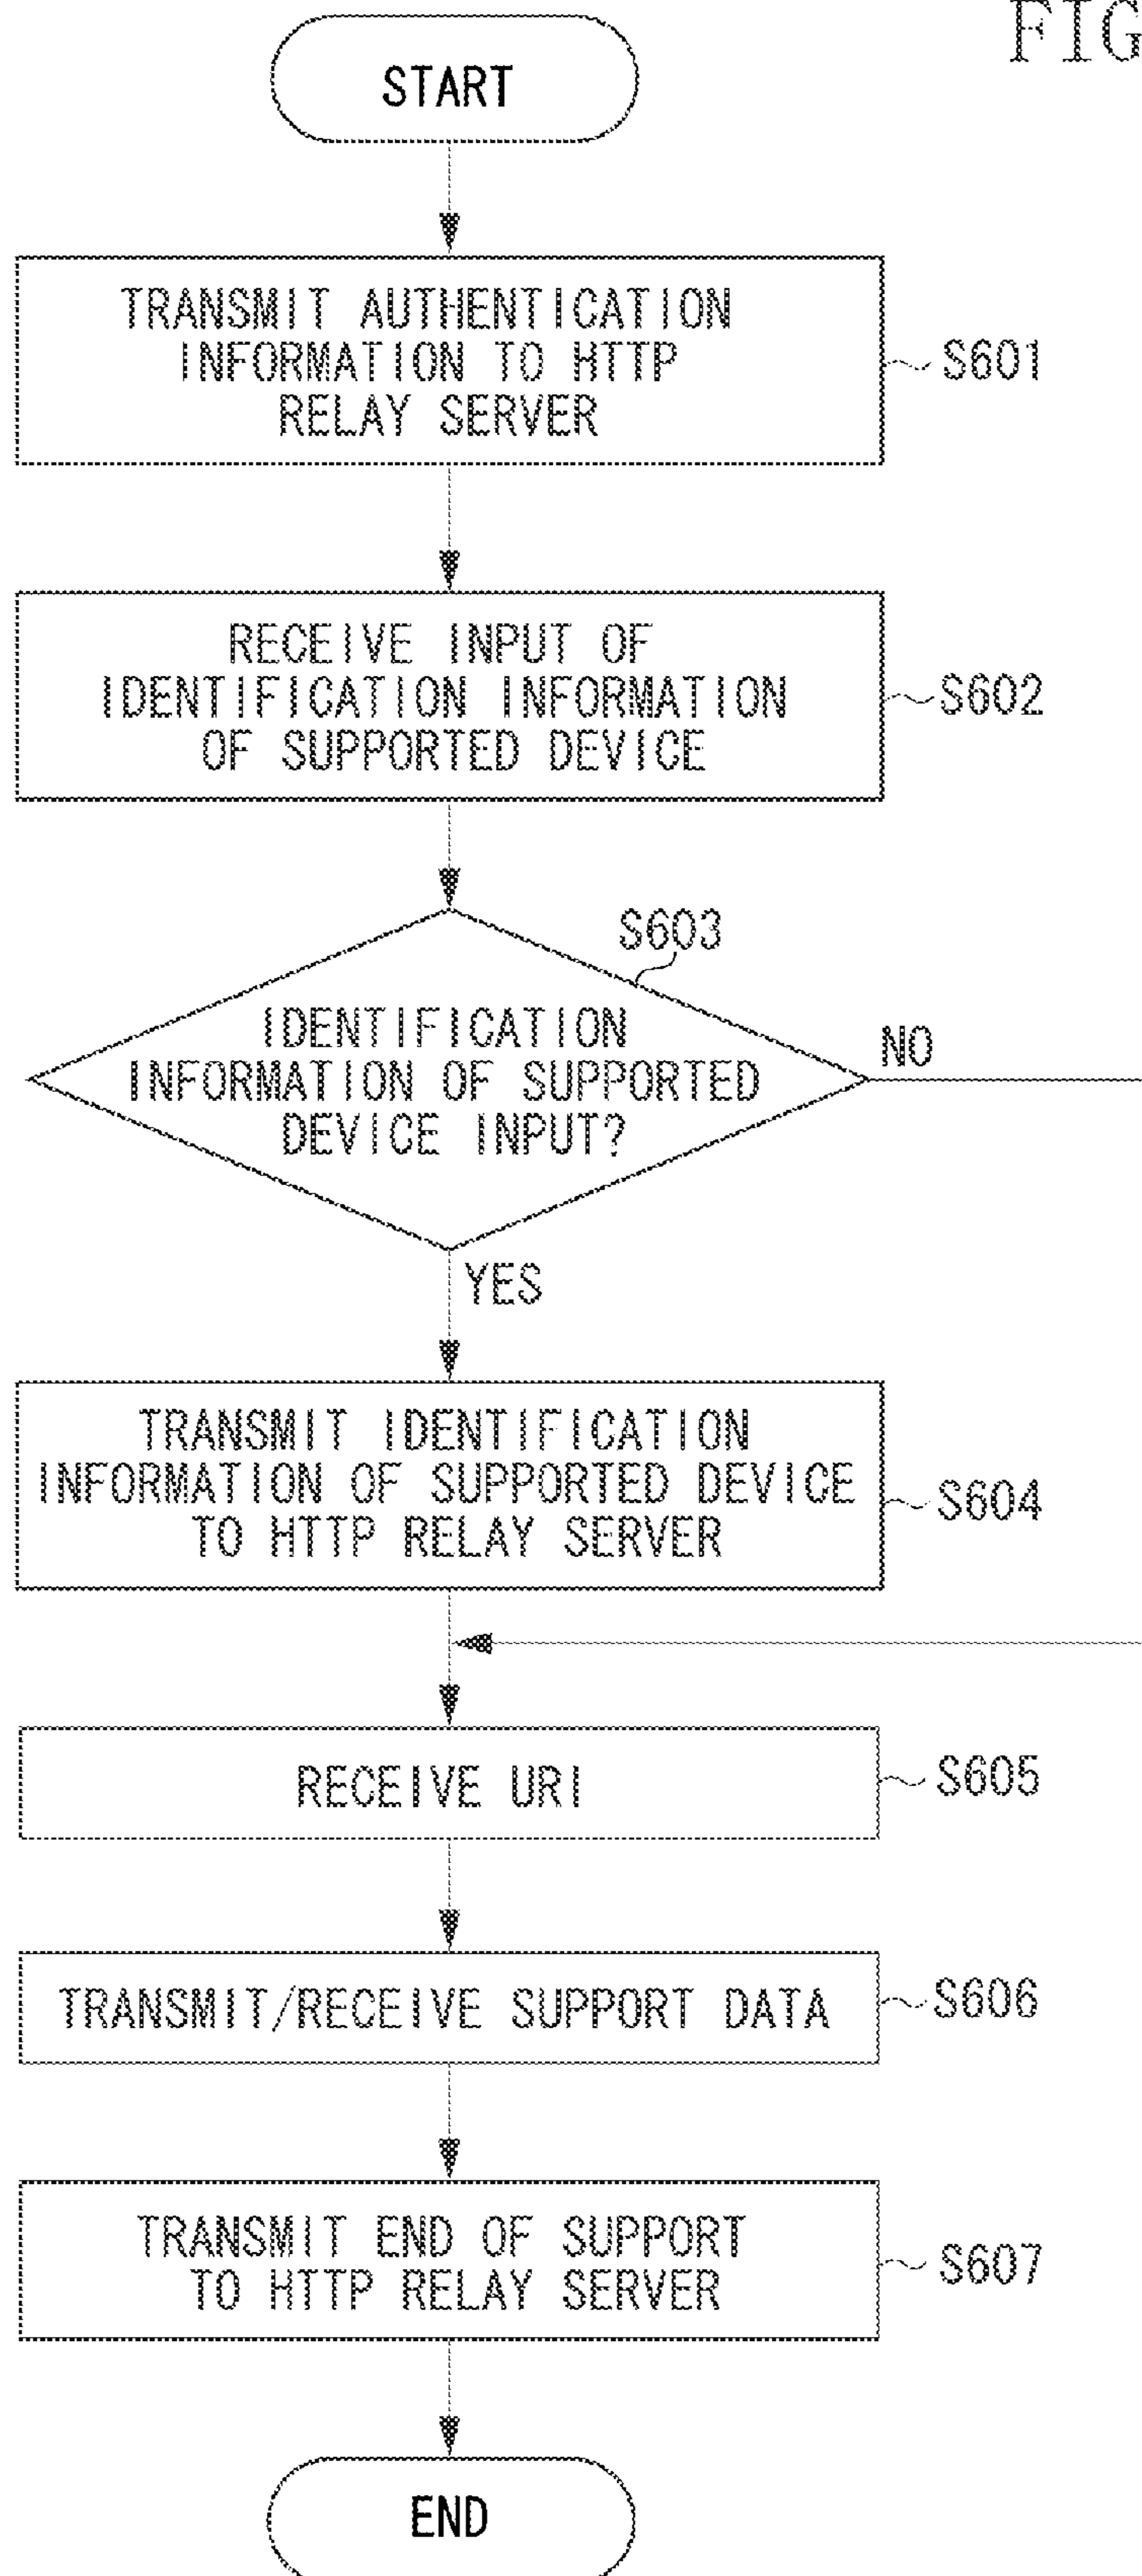 FIG
START
TRANSMIT AUTHENTICATION
INFORMATION TO HTTP
RELAY SERVER
S601
RECEIVE INPUT OF
IDENTIFICATION INFORMATION
OF SUPPORTED DEVICE
S602
S603
IDENTIFICATION
INFORMATION OF SUPPORTED
DEVICE INPUT?
NO
YES
TRANSMIT IDENTIFICATION
INFORMATION OF SUPPORTED DEVICE
TO HTTP RELAY SERVER
S604
RECEIVE URI
S605
TRANSMIT/RECEIVE SUPPORT DATA
S606
TRANSMIT END OF SUPPORT
TO HTTP RELAY SERVER
S607
END